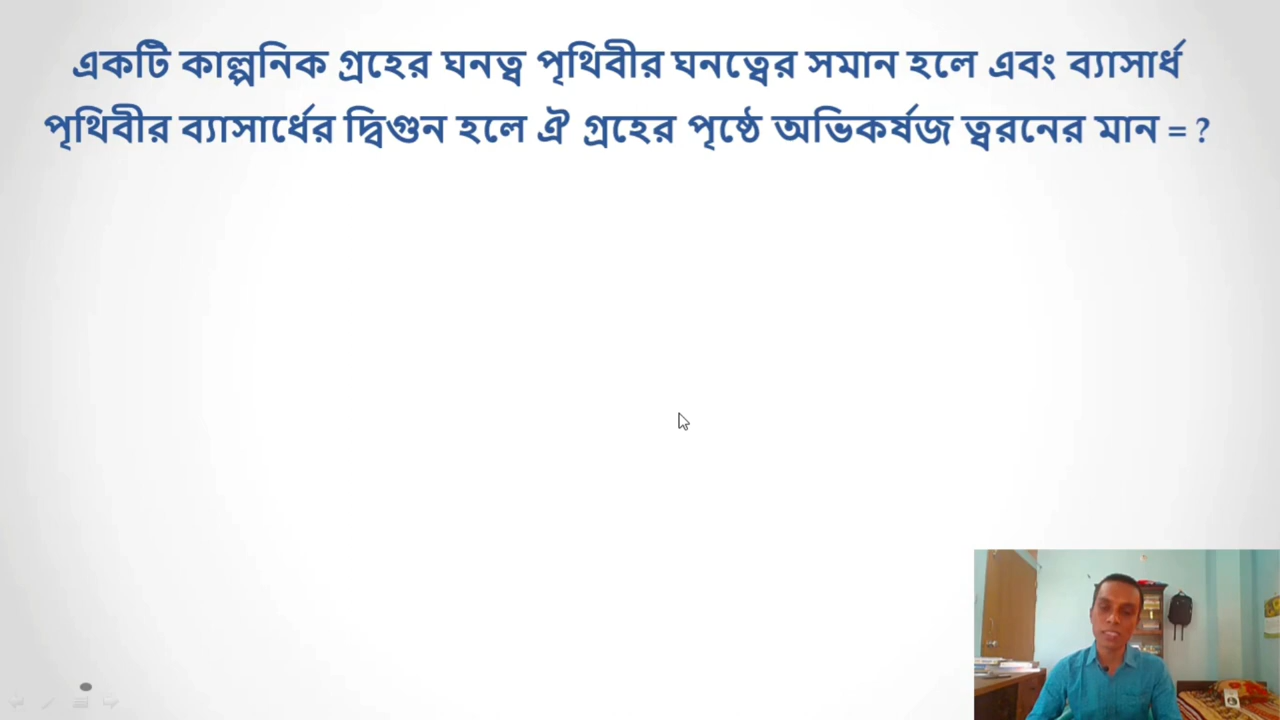 একটি কাল্পনিক গ্রহের ঘনত্ব পৃথিবীর ঘনত্বের সমান হলে এবং ব্যাসার্ধ
পৃথিবীর ব্যাসার্ধের দ্বিগুন হলে ঐ গ্রহের পৃষ্ঠে অভিকর্ষজ ত্বরনের মান = ?